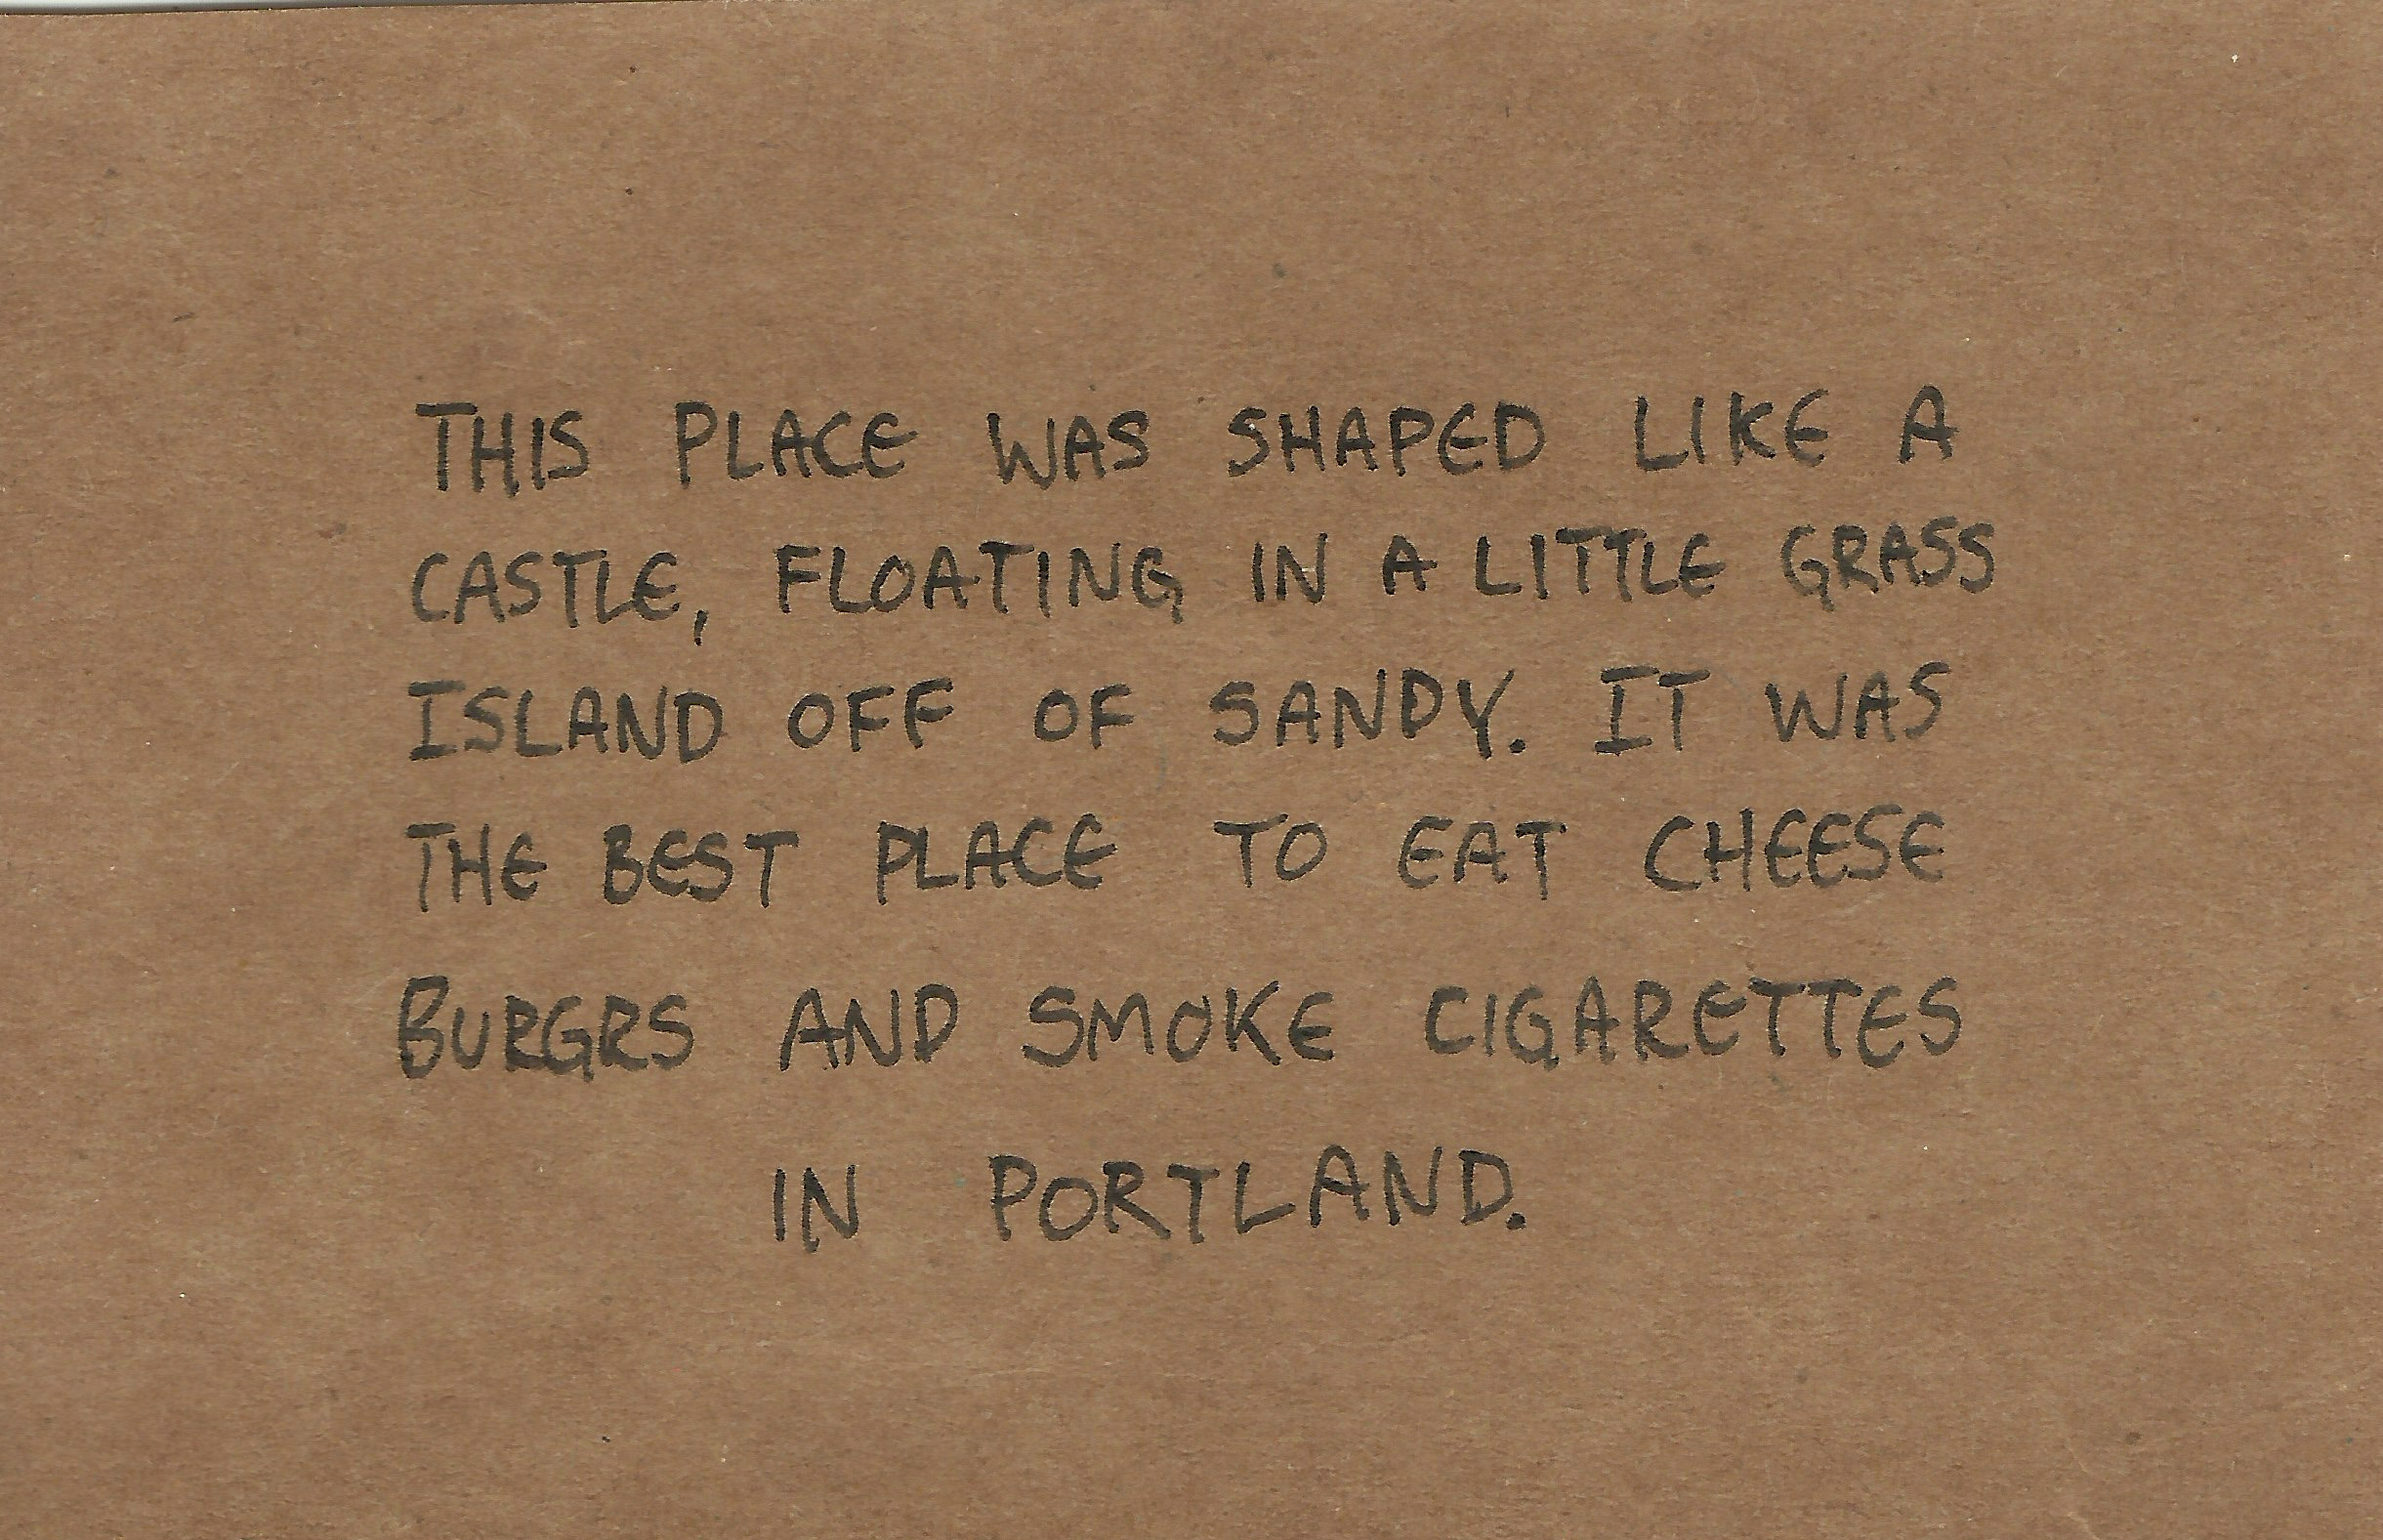 THIS PLACE WAS SHAPED LIKE A
CASTLE, FLOATING IN A LITTLE GRASS
ISLAND OFF OF SANDY. IT WAS
THE BEST PLACE TO EAT CHEESE
BURGRS AND SMOKE CIGARETTES
IN PORTLAND.